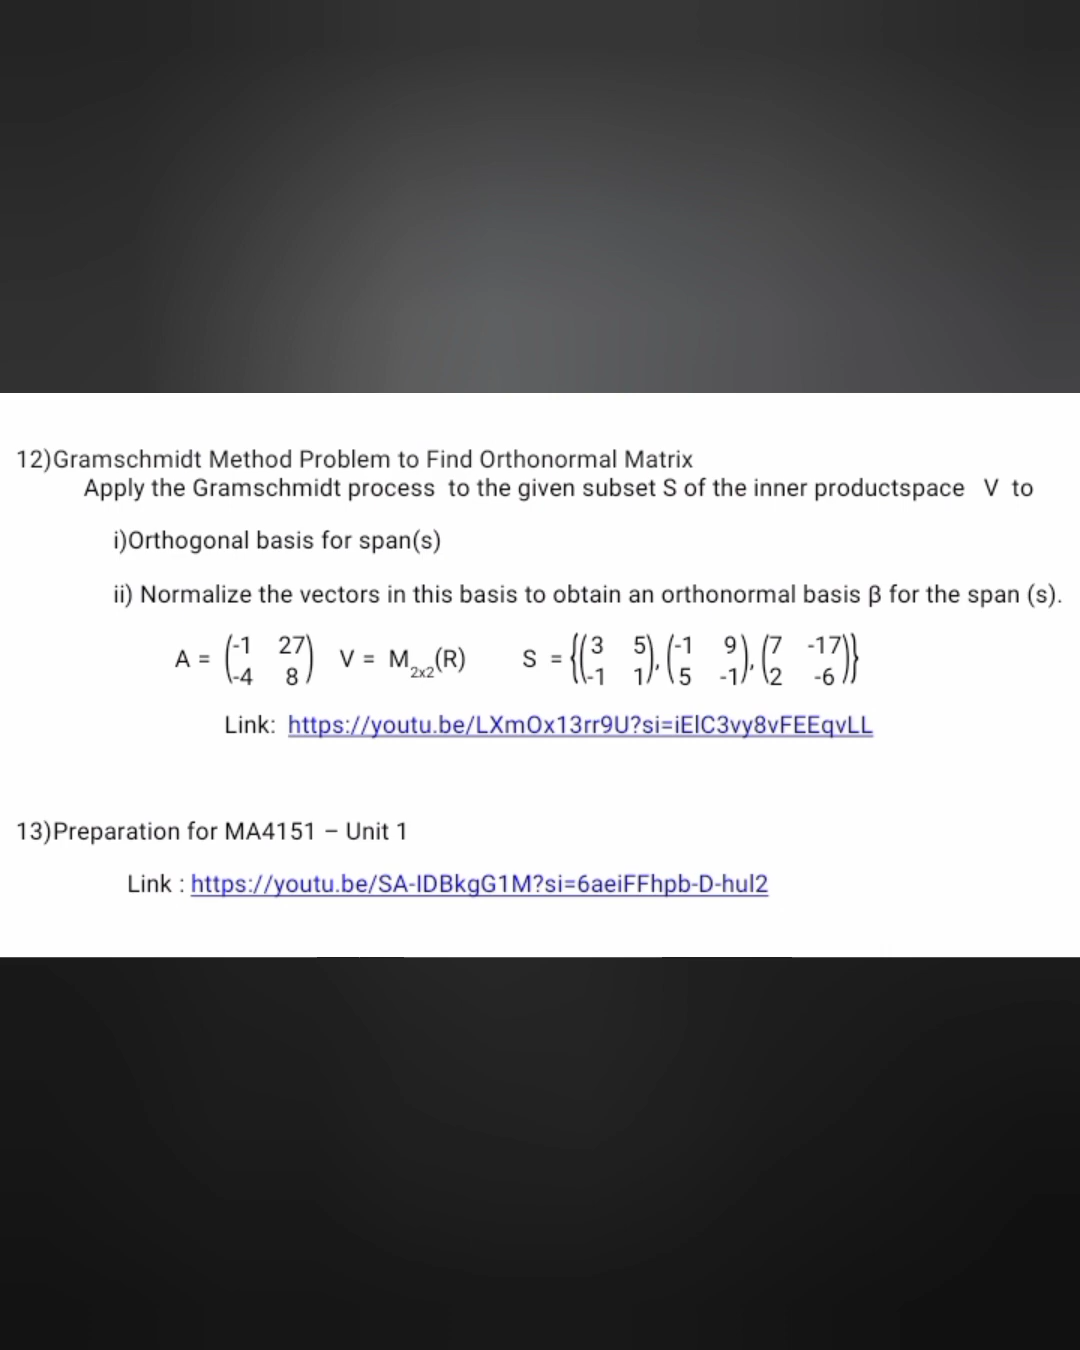 12)Gramschmidt Method Problem to Find Orthonormal Matrix
Apply the Gramschmidt process to the given subset S of the inner productspace V to
i)Orthogonal basis for span(s)
ii) Normalize the vectors in this basis to obtain an orthonormal basis β for the span (s).
A = (-1 27 -4 8) V = M2x2(R) S = {(3 5 -1 1),(-1 9 5 -1),(7 -17 2 -6)}
Link: https://youtu.be/LXmOx13rr9U?si=iElC3vy8vFEEqvLL
13)Preparation for MA4151 – Unit 1
Link : https://youtu.be/SA-IDBkgG1M?si=6aeiFFhpb-D-hul2